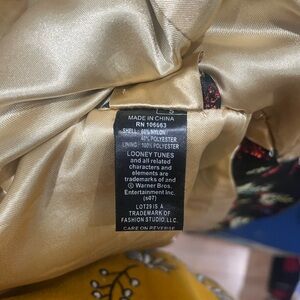 MADE IN CHINA
RN 106663
SHELL: 60% NYLON
40% POLYESTER
LINING: 100% POLYESTER
LOONEY TUNES
and all related
characters and
elements are
trademarks of and
© Warner Bros.
Entertainment Inc.
(s07)
LOT29 IS A
TRADEMARK OF
FASHION STUDIO, LLC.
CARE ON REVERSE